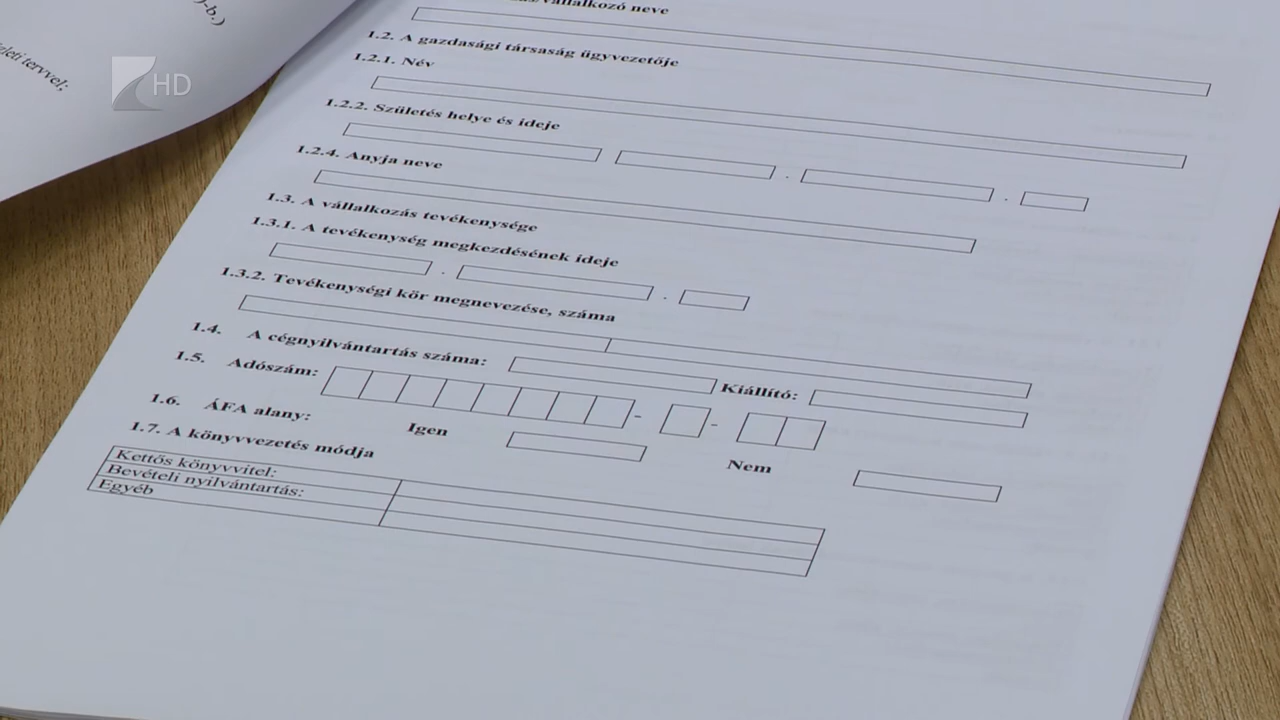 )-b.)
tervvel;
HD
vállalkozó neve
1.2. A gazdasági társaság ügyvezetője
1.2.1. Név
1.2.2. Születés helye és ideje
1.2.4. Anyja neve
1.3. A vállalkozás tevékenysége
1.3.1. A tevékenység megkezdésének ideje
1.3.2. Tevékenységi kör megnevezése, száma
1.4. A cégnyilvántartás száma: Kiállító:
1.5. Adószám: - -
1.6. ÁFA alany: Igen Nem
1.7. A könyvvezetés módja
Kettős könyvvitel:
Bevételi nyilvántartás:
Egyéb